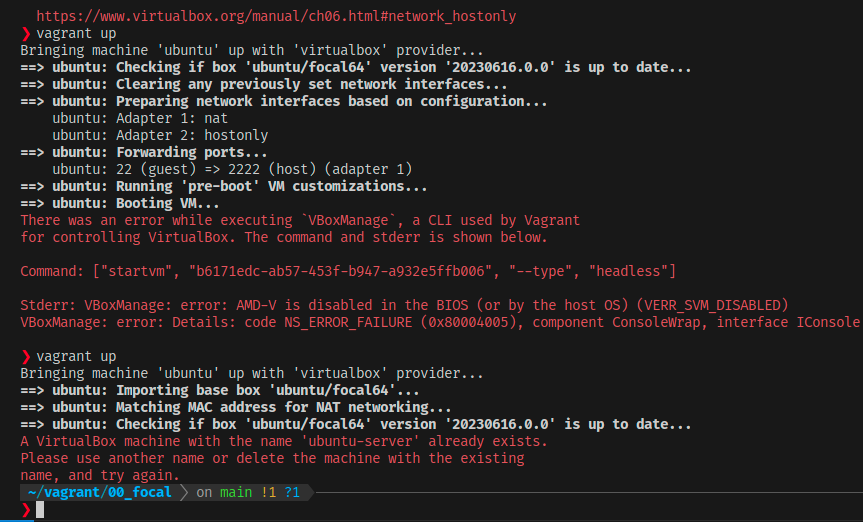 https://www.virtualbox.org/manual/ch06.html#network_hostonly
❯ vagrant up
Bringing machine 'ubuntu' up with 'virtualbox' provider...
==> ubuntu: Checking if box 'ubuntu/focal64' version '20230616.0.0' is up to date...
==> ubuntu: Clearing any previously set network interfaces...
==> ubuntu: Preparing network interfaces based on configuration...
    ubuntu: Adapter 1: nat
    ubuntu: Adapter 2: hostonly
==> ubuntu: Forwarding ports...
    ubuntu: 22 (guest) => 2222 (host) (adapter 1)
==> ubuntu: Running 'pre-boot' VM customizations...
==> ubuntu: Booting VM...
There was an error while executing `VBoxManage`, a CLI used by Vagrant
for controlling VirtualBox. The command and stderr is shown below.
Command: ["startvm", "b6171edc-ab57-453f-b947-a932e5ffb006", "--type", "headless"]
Stderr: VBoxManage: error: AMD-V is disabled in the BIOS (or by the host OS) (VERR_SVM_DISABLED)
VBoxManage: error: Details: code NS_ERROR_FAILURE (0x80004005), component ConsoleWrap, interface IConsole
❯ vagrant up
Bringing machine 'ubuntu' up with 'virtualbox' provider...
==> ubuntu: Importing base box 'ubuntu/focal64'...
==> ubuntu: Matching MAC address for NAT networking...
==> ubuntu: Checking if box 'ubuntu/focal64' version '20230616.0.0' is up to date...
A VirtualBox machine with the name 'ubuntu-server' already exists.
Please use another name or delete the machine with the existing
name, and try again.
~/vagrant/00_focal on main !1 ?1
❯